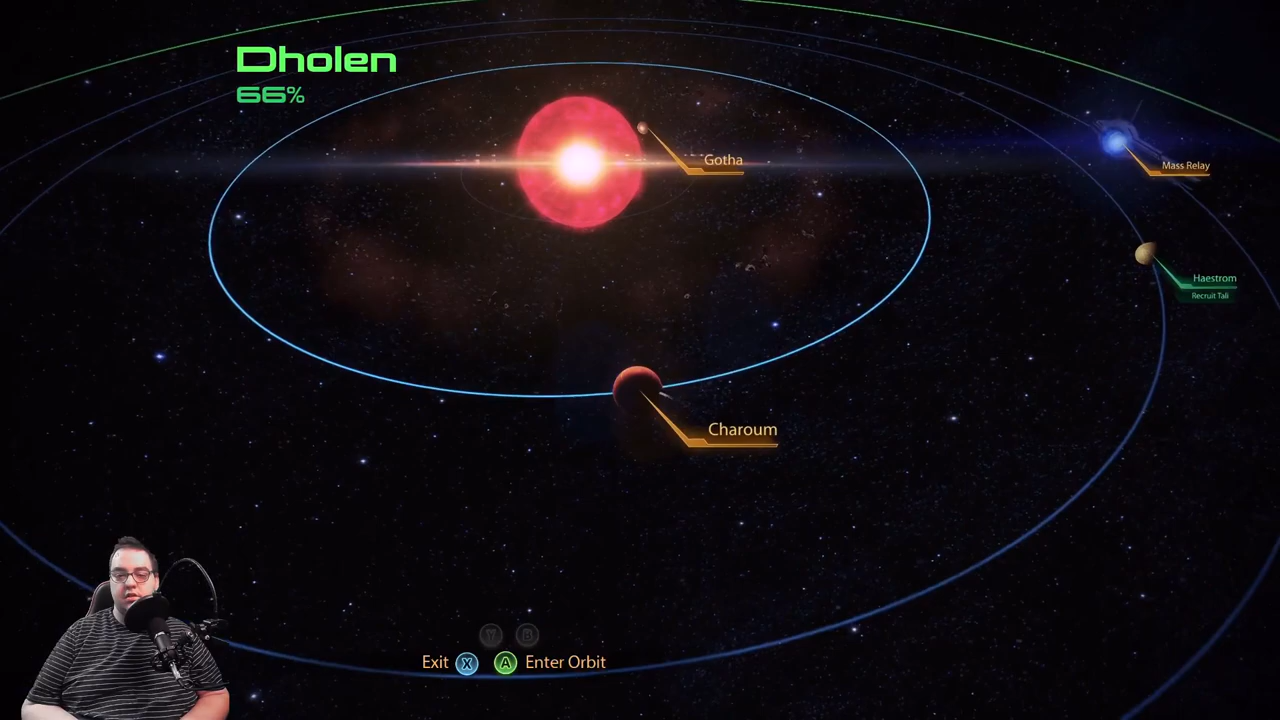 Dholen
66%
Gotha
Mass Relay
Haestrom
Recruit Tali
Charoum
Y B
Exit X A Enter Orbit